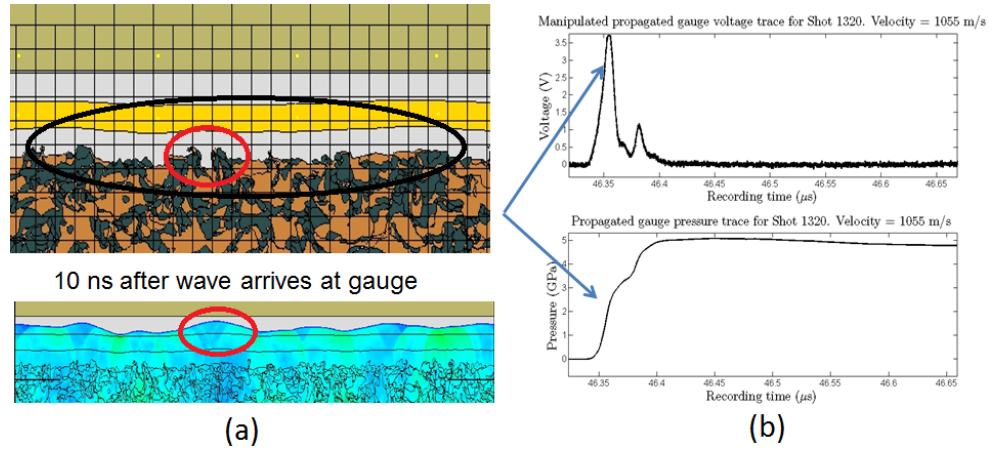 10 ns after wave arrives at gauge
(a)
Manipulated propagated gauge voltage trace for Shot 1320. Velocity = 1055 m/s
Voltage (V)
3.5
3
2.5
2
1.5
1
0.5
0
46.35 46.4 46.45 46.5 46.55 46.6 46.65
Recording time (μs)
Propagated gauge pressure trace for Shot 1320. Velocity = 1055 m/s
Pressure (GPa)
5
4
3
2
1
0
46.35 46.4 46.45 46.5 46.55 46.6 46.65
Recording time (μs)
(b)